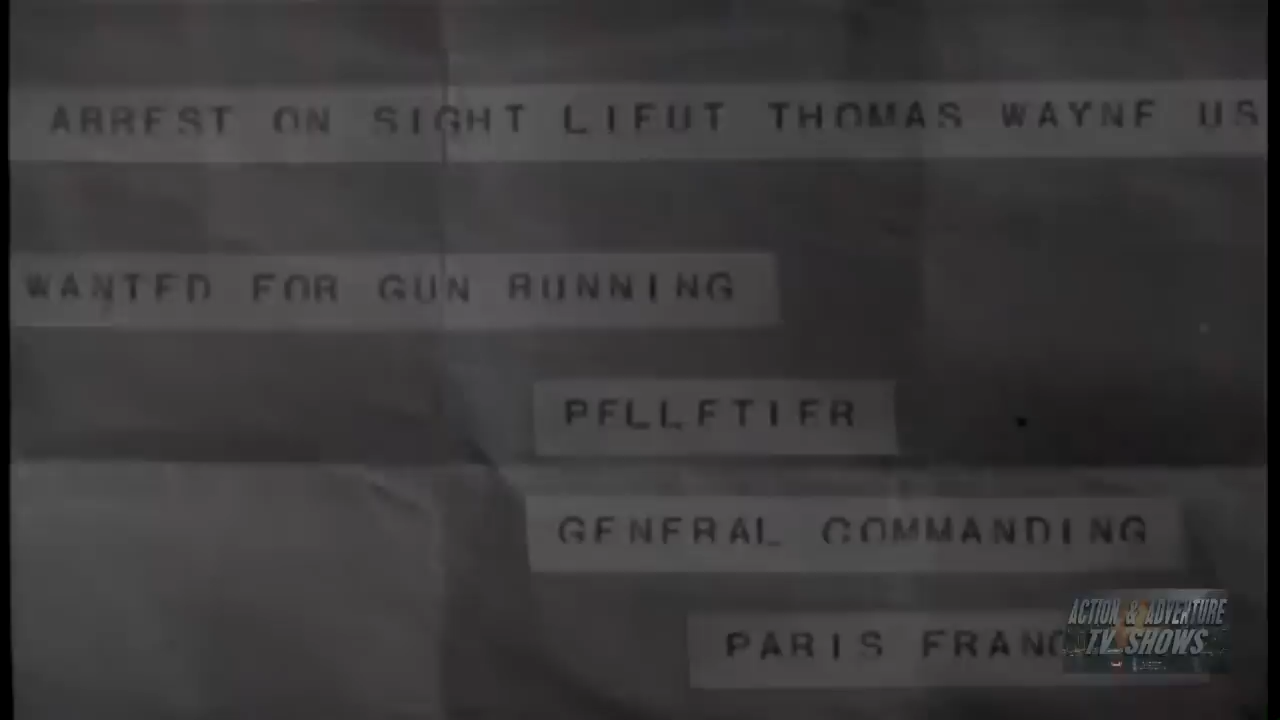 ARREST ON SIGHT LIEUT THOMAS WAYNE US
WANTED FOR GUN RUNNING
PELLETIER
GENERAL COMMANDING
PARIS FRANC
ACTION & ADVENTURE
T.V. SHOWS